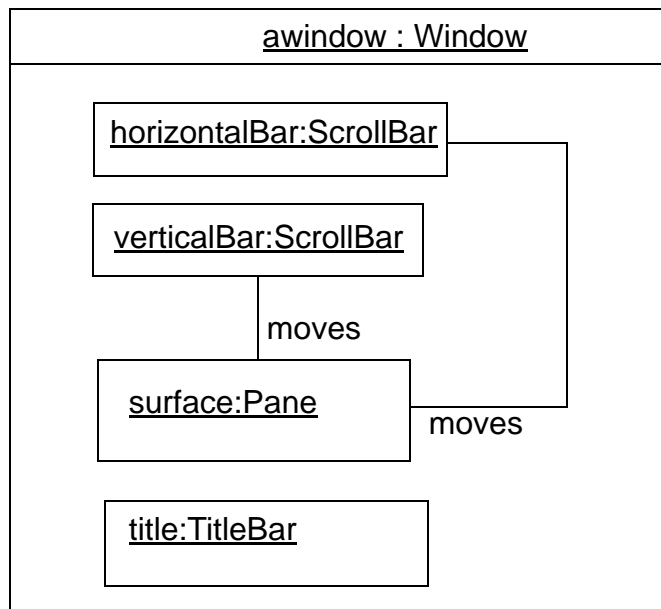 awindow : Window
horizontalBar:ScrollBar
verticalBar:ScrollBar
moves
surface:Pane
moves
title:TitleBar